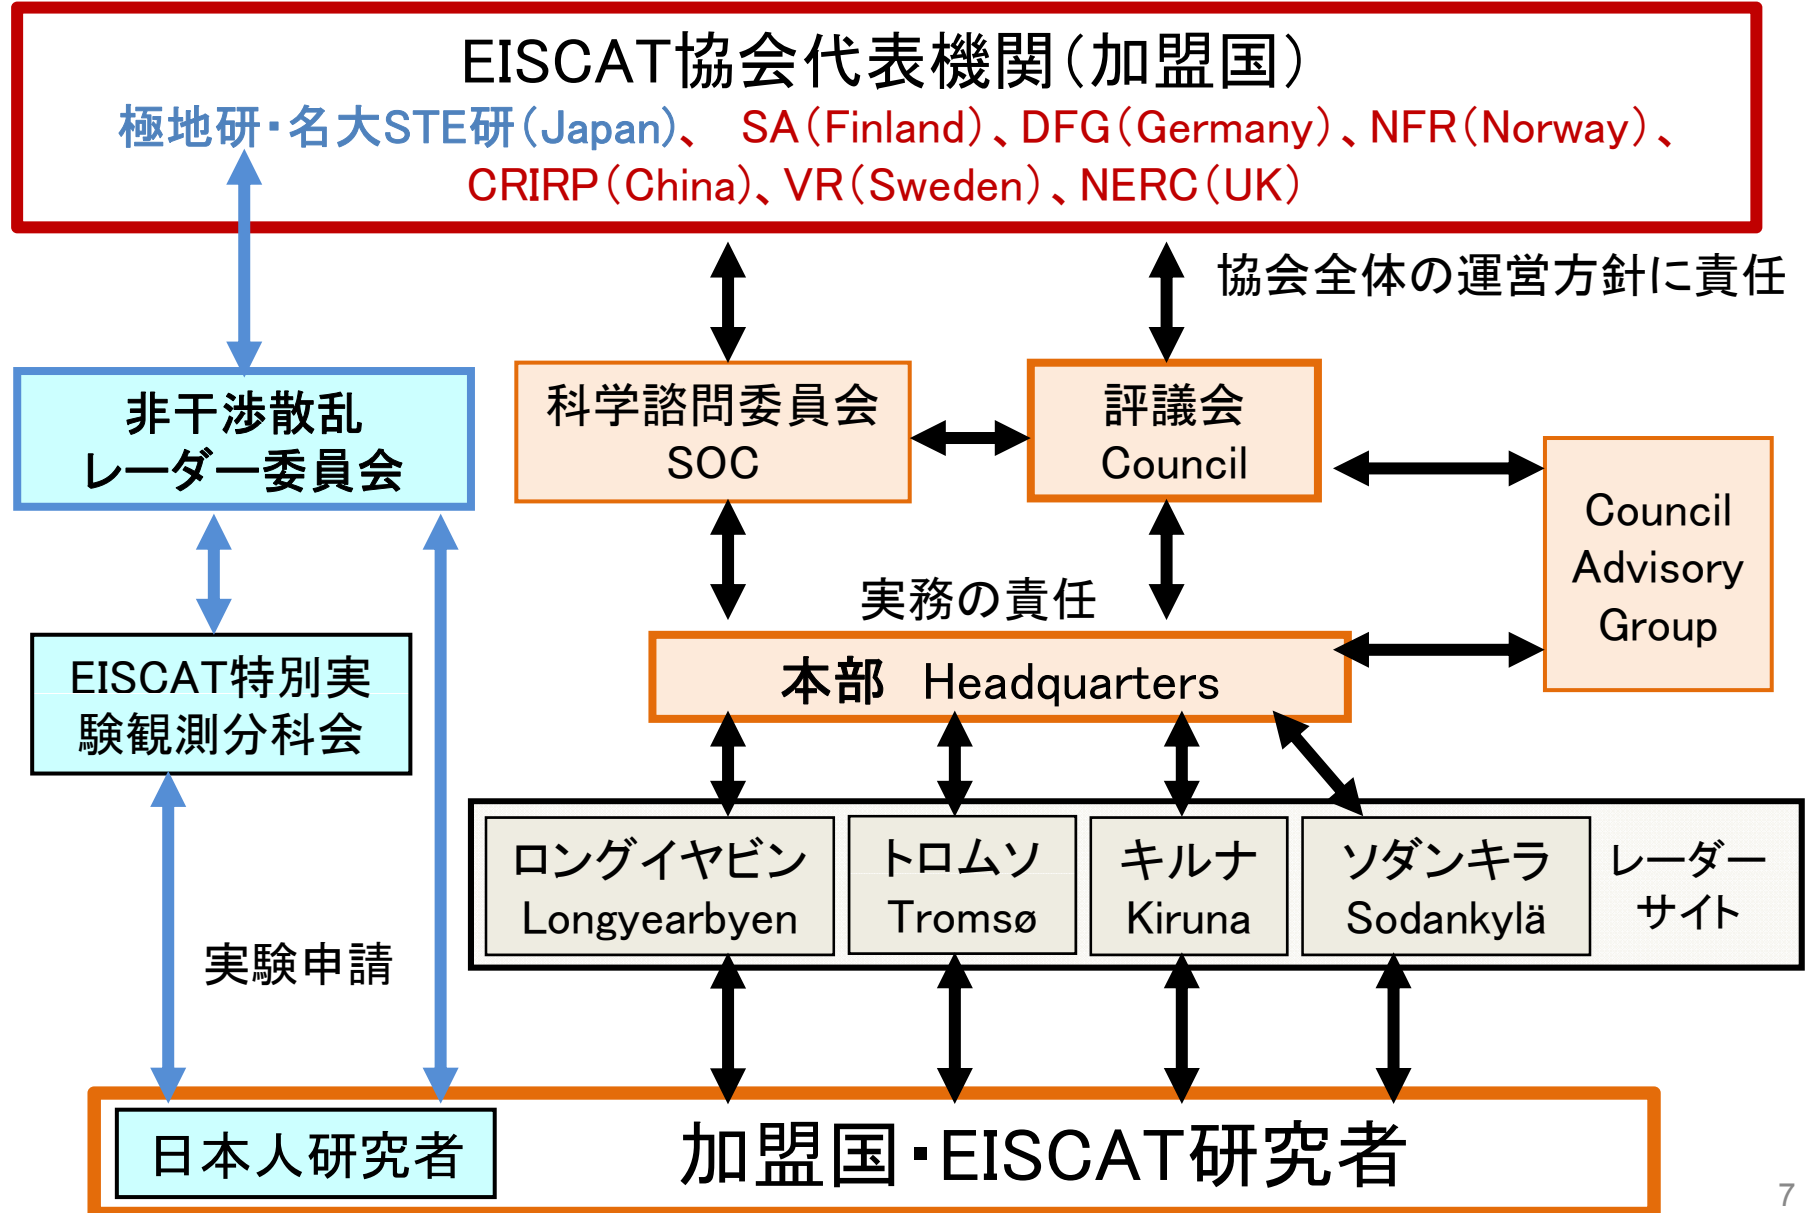 EISCAT協会代表機関（加盟国）
極地研・名大STE研（Japan）、 SA（Finland）、DFG（Germany）、NFR（Norway）、
CRIRP（China）、VR（Sweden）、NERC（UK）
協会全体の運営方針に責任
非干渉散乱
レーダー委員会
科学諮問委員会
SOC
評議会
Council
Council
Advisory
Group
実務の責任
EISCAT特別実
験観測分科会
本部 Headquarters
ロングイヤビン
Longyearbyen
トロムソ
Tromsø
キルナ
Kiruna
ソダンキラ
Sodankylä
レーダー
サイト
実験申請
日本人研究者
加盟国・EISCAT研究者
7